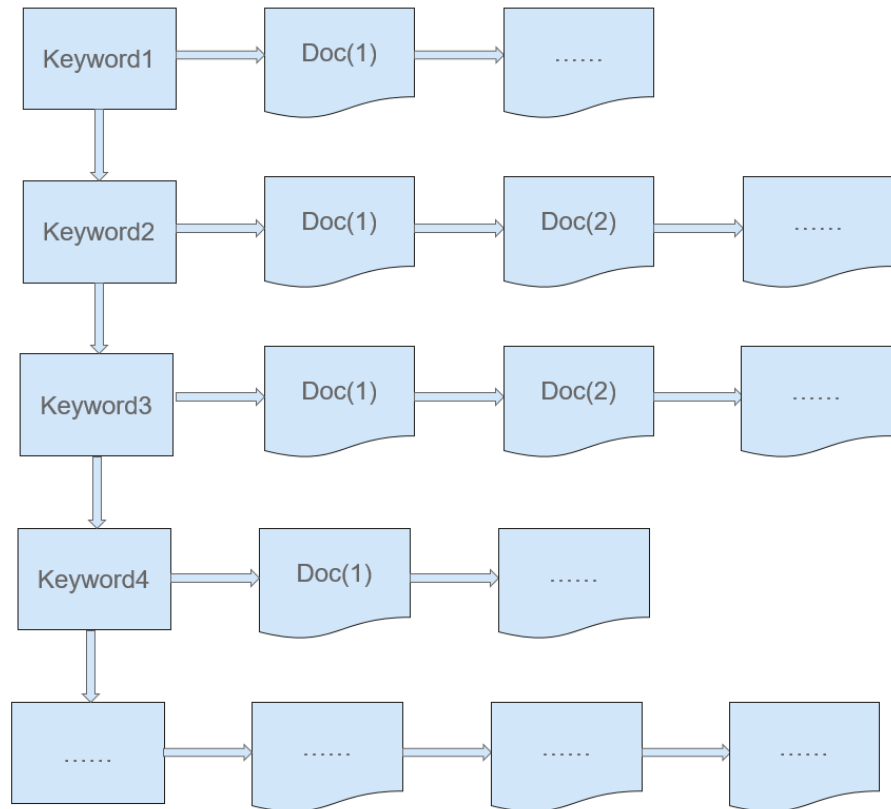 Keyword1
Doc(1)
......
Keyword2
Doc(1)
Doc(2)
......
Keyword3
Doc(1)
Doc(2)
......
Keyword4
Doc(1)
......
......
......
......
......